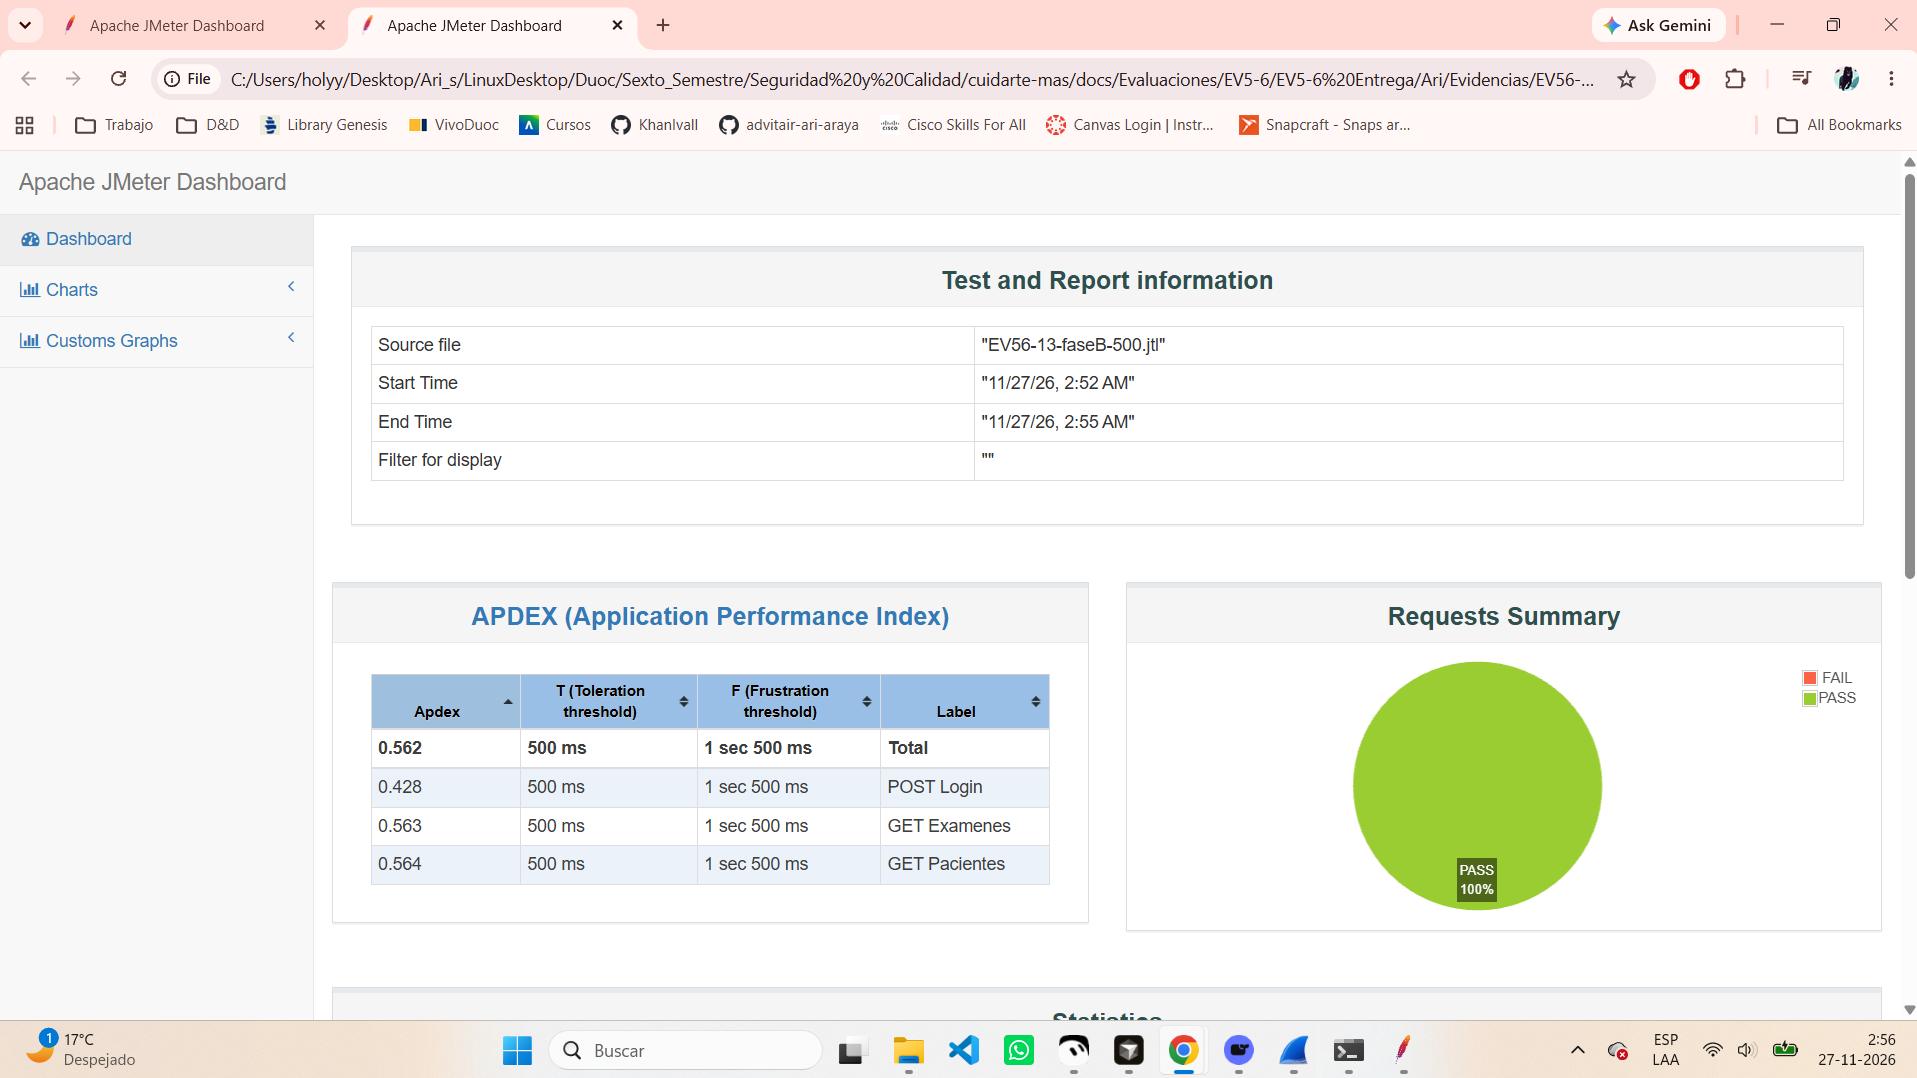 Apache JMeter Dashboard
Apache JMeter Dashboard
Ask Gemini
File
C:/Users/holyy/Desktop/Ari_s/LinuxDesktop/Duoc/Sexto_Semestre/Seguridad%20y%20Calidad/cuidarte-mas/docs/Evaluaciones/EV5-6/EV5-6%20Entrega/Ari/Evidencias/EV56-...
Trabajo
D&D
Library Genesis
VivoDuoc
Cursos
Khanlvall
advitair-ari-araya
Cisco Skills For All
Canvas Login | Instr...
Snapcraft - Snaps ar...
All Bookmarks
Apache JMeter Dashboard
Dashboard
Charts
Customs Graphs
Test and Report information
Source file "EV56-13-faseB-500.jtl"
Start Time "11/27/26, 2:52 AM"
End Time "11/27/26, 2:55 AM"
Filter for display ""
APDEX (Application Performance Index)
Apdex T (Toleration threshold) F (Frustration threshold) Label
0.562 500 ms 1 sec 500 ms Total
0.428 500 ms 1 sec 500 ms POST Login
0.563 500 ms 1 sec 500 ms GET Examenes
0.564 500 ms 1 sec 500 ms GET Pacientes
Requests Summary
FAIL
PASS
PASS
100%
Statistics
1
17°C
Despejado
Buscar
ESP
LAA
2:56
27-11-2026